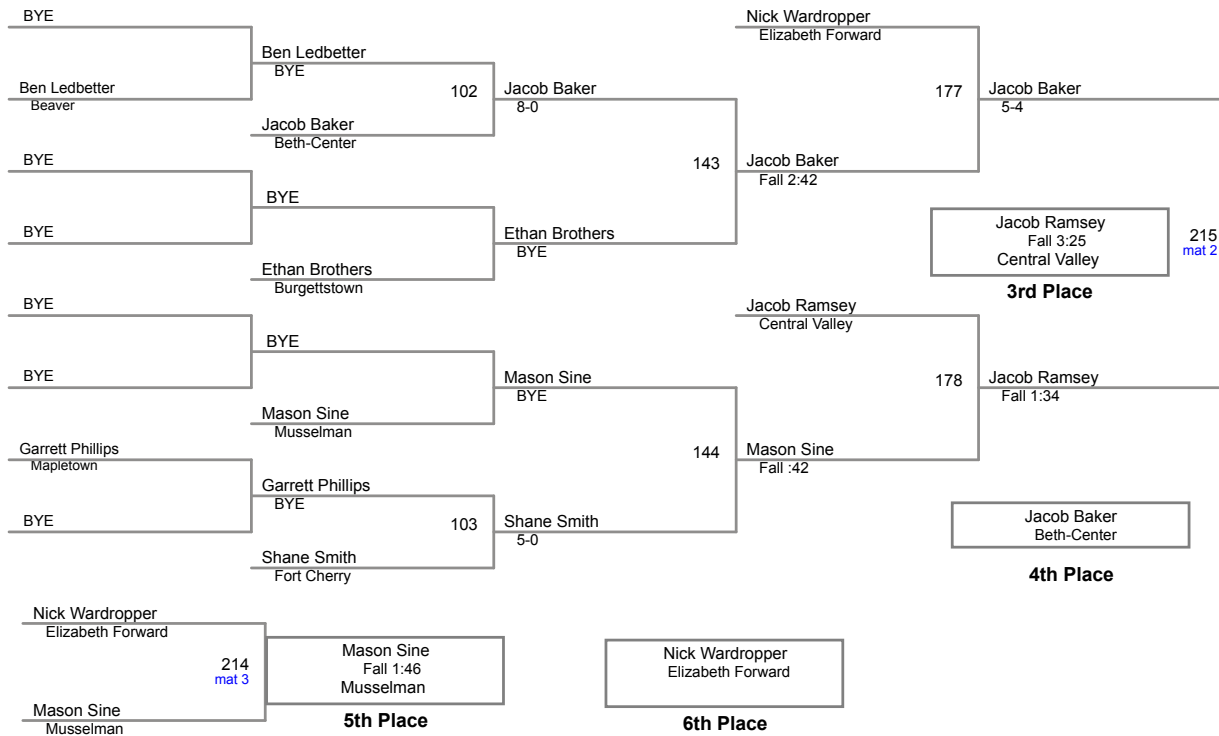 BYE
Nick Wardropper
Elizabeth Forward
Ben Ledbetter
BYE
Ben Ledbetter
Beaver
102
Jacob Baker
8-0
177
Jacob Baker
5-4
Jacob Baker
Beth-Center
BYE
143
Jacob Baker
Fall 2:42
BYE
BYE
Ethan Brothers
BYE
Jacob Ramsey
Fall 3:25
Central Valley
215
mat 2
Ethan Brothers
Burgettstown
3rd Place
BYE
Jacob Ramsey
Central Valley
BYE
BYE
Mason Sine
BYE
178
Jacob Ramsey
Fall 1:34
Mason Sine
Musselman
Garrett Phillips
Mapletown
144
Mason Sine
Fall :42
Garrett Phillips
BYE
BYE
103
Shane Smith
5-0
Jacob Baker
Beth-Center
Shane Smith
Fort Cherry
4th Place
Nick Wardropper
Elizabeth Forward
214
mat 3
Mason Sine
Fall 1:46
Musselman
Nick Wardropper
Elizabeth Forward
Mason Sine
Musselman
5th Place
6th Place